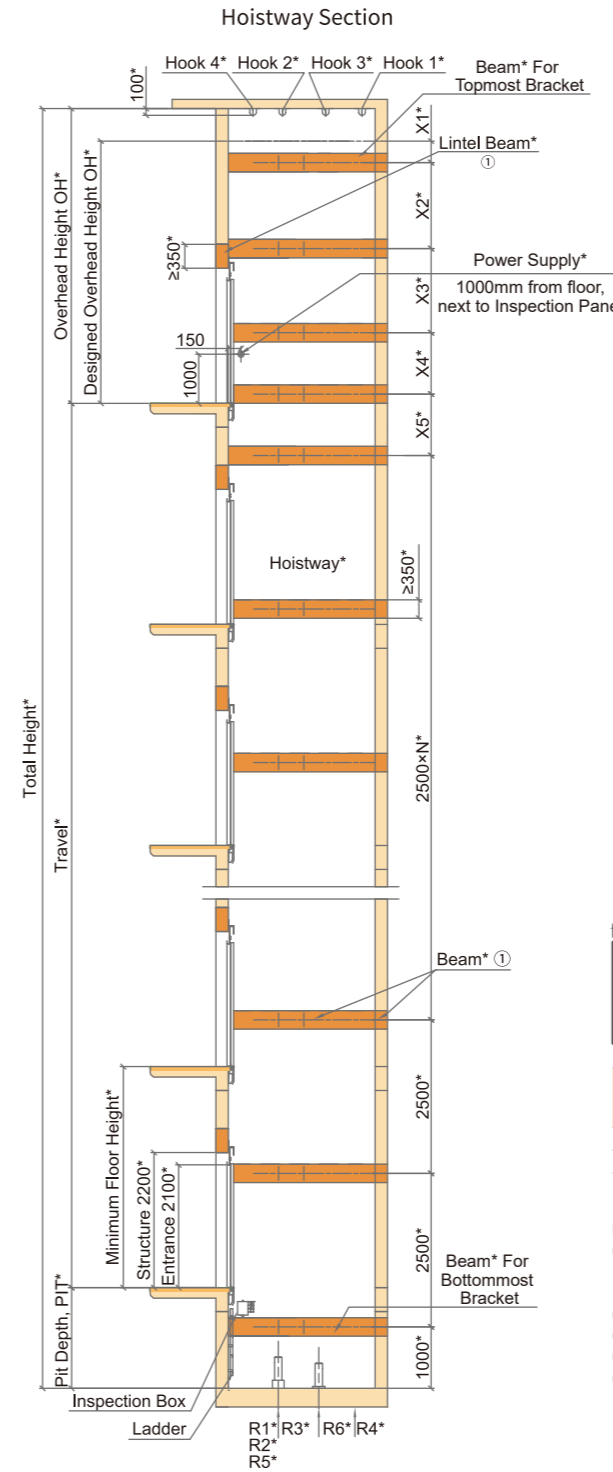 Hoistway Section
Hook 4*
Hook 2*
Hook 3*
Hook 1*
Beam* For
Topmost Bracket
100*
X1*
Lintel Beam*
①
X2*
Overhead Height OH*
Designed Overhead Height OH*
≥350*
Power Supply*
1000mm from floor,
next to Inspection Pane
X3*
150
1000
X4*
X5*
Hoistway*
≥350*
Total Height*
Travel*
2500×N*
Beam* ①
Minimum Floor Height*
Structure 2200*
Entrance 2100*
2500*
2500*
Beam* For
Bottommost
Bracket
Pit Depth, PIT*
1000*
Inspection Box
Ladder
R1*
R3*
R6*
R4*
R2*
R5*